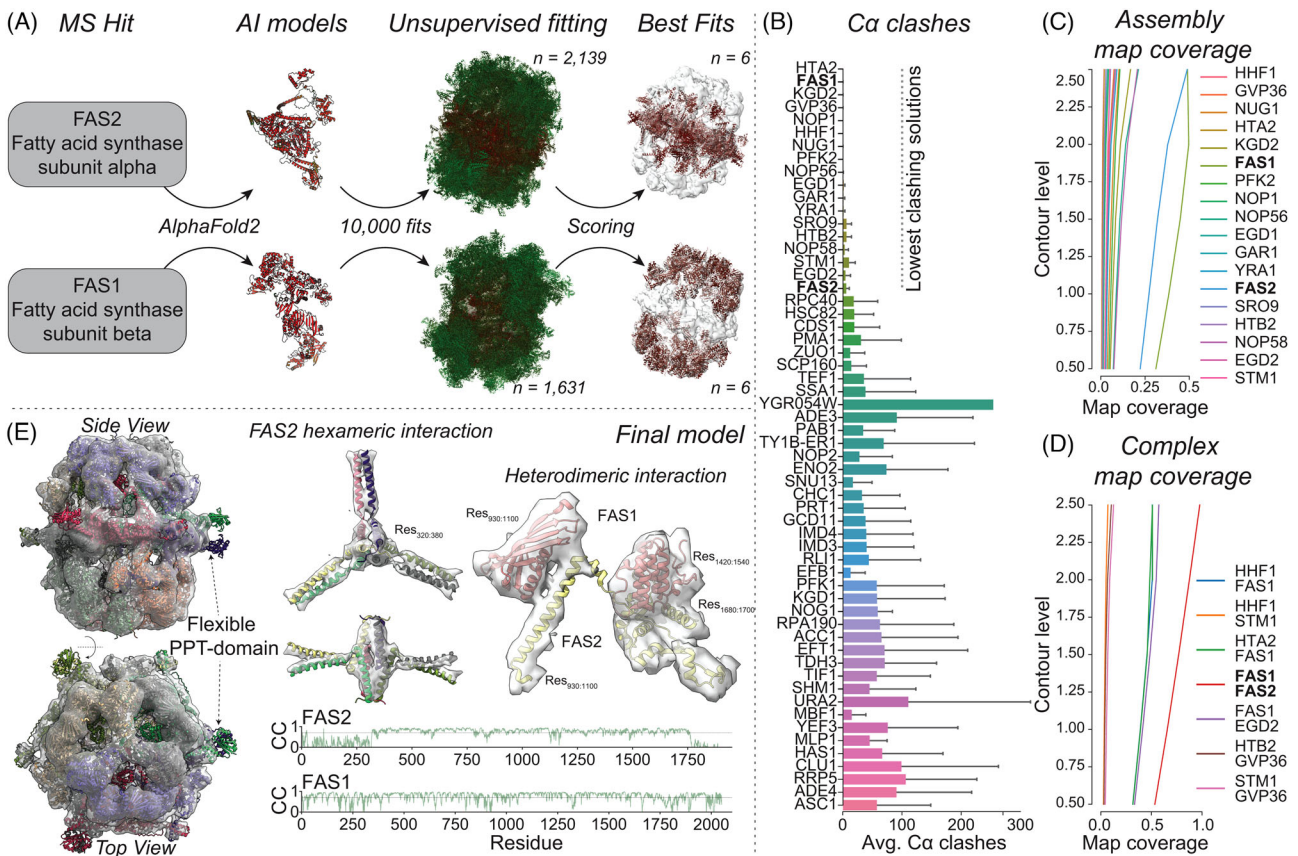 (A)
MS Hit
AI models
Unsupervised fitting
Best Fits
FAS2
Fatty acid synthase
subunit alpha
n = 2,139
n = 6
AlphaFold2
10,000 fits
Scoring
FAS1
Fatty acid synthase
subunit beta
n = 1,631
n = 6
(B)
Cα clashes
HTA2
FAS1
KGD2
GVP36
NOP1
HHF1
NUG1
PFK2
NOP56
EGD1
GAR1
YRA1
SRO9
HTB2
NOP58
STM1
EGD2
FAS2
RPC40
HSC82
CDS1
PMA1
ZUO1
SCP160
TEF1
SSA1
YGR054W
ADE3
PAB1
TY1B-ER1
NOP2
ENO2
SNU13
CHC1
PRT1
GCD11
IMD4
IMD3
RLI1
EFB1
PFK1
KGD1
NOG1
RPA190
ACC1
EFT1
TDH3
TIF1
SHM1
URA2
MBF1
YEF3
MLP1
HAS1
CLU1
RRP5
ADE4
ASC1
Lowest clashing solutions
0 100 200 300
Avg. Cα clashes
(C)
Assembly
map coverage
Contour level
2.50
2.25
2.00
1.50
1.00
0.75
0.50
0.0 0.25 0.5
Map coverage
HHF1
GVP36
NUG1
HTA2
KGD2
FAS1
PFK2
NOP1
NOP56
EGD1
GAR1
YRA1
FAS2
SRO9
HTB2
NOP58
EGD2
STM1
(D)
Complex
map coverage
Contour level
2.50
2.25
2.00
1.75
1.50
1.25
1.00
0.75
0.50
0.0 0.5 1.0
Map coverage
HHF1
FAS1
HHF1
STM1
HTA2
FAS1
FAS1
FAS2
FAS1
EGD2
HTB2
GVP36
STM1
GVP36
(E)
Side View
Flexible
PPT-domain
Top View
FAS2 hexameric interaction
Res320:380
Final model
Heterodimeric interaction
Res930:1100
FAS1
Res1420:1540
Res1680:1700
FAS2
Res930:1100
FAS2
CC
1
0
0 250 500 750 1000 1250 1500 1750
FAS1
CC
1
0
0 250 500 750 1000 1250 1500 1750 2000
Residue